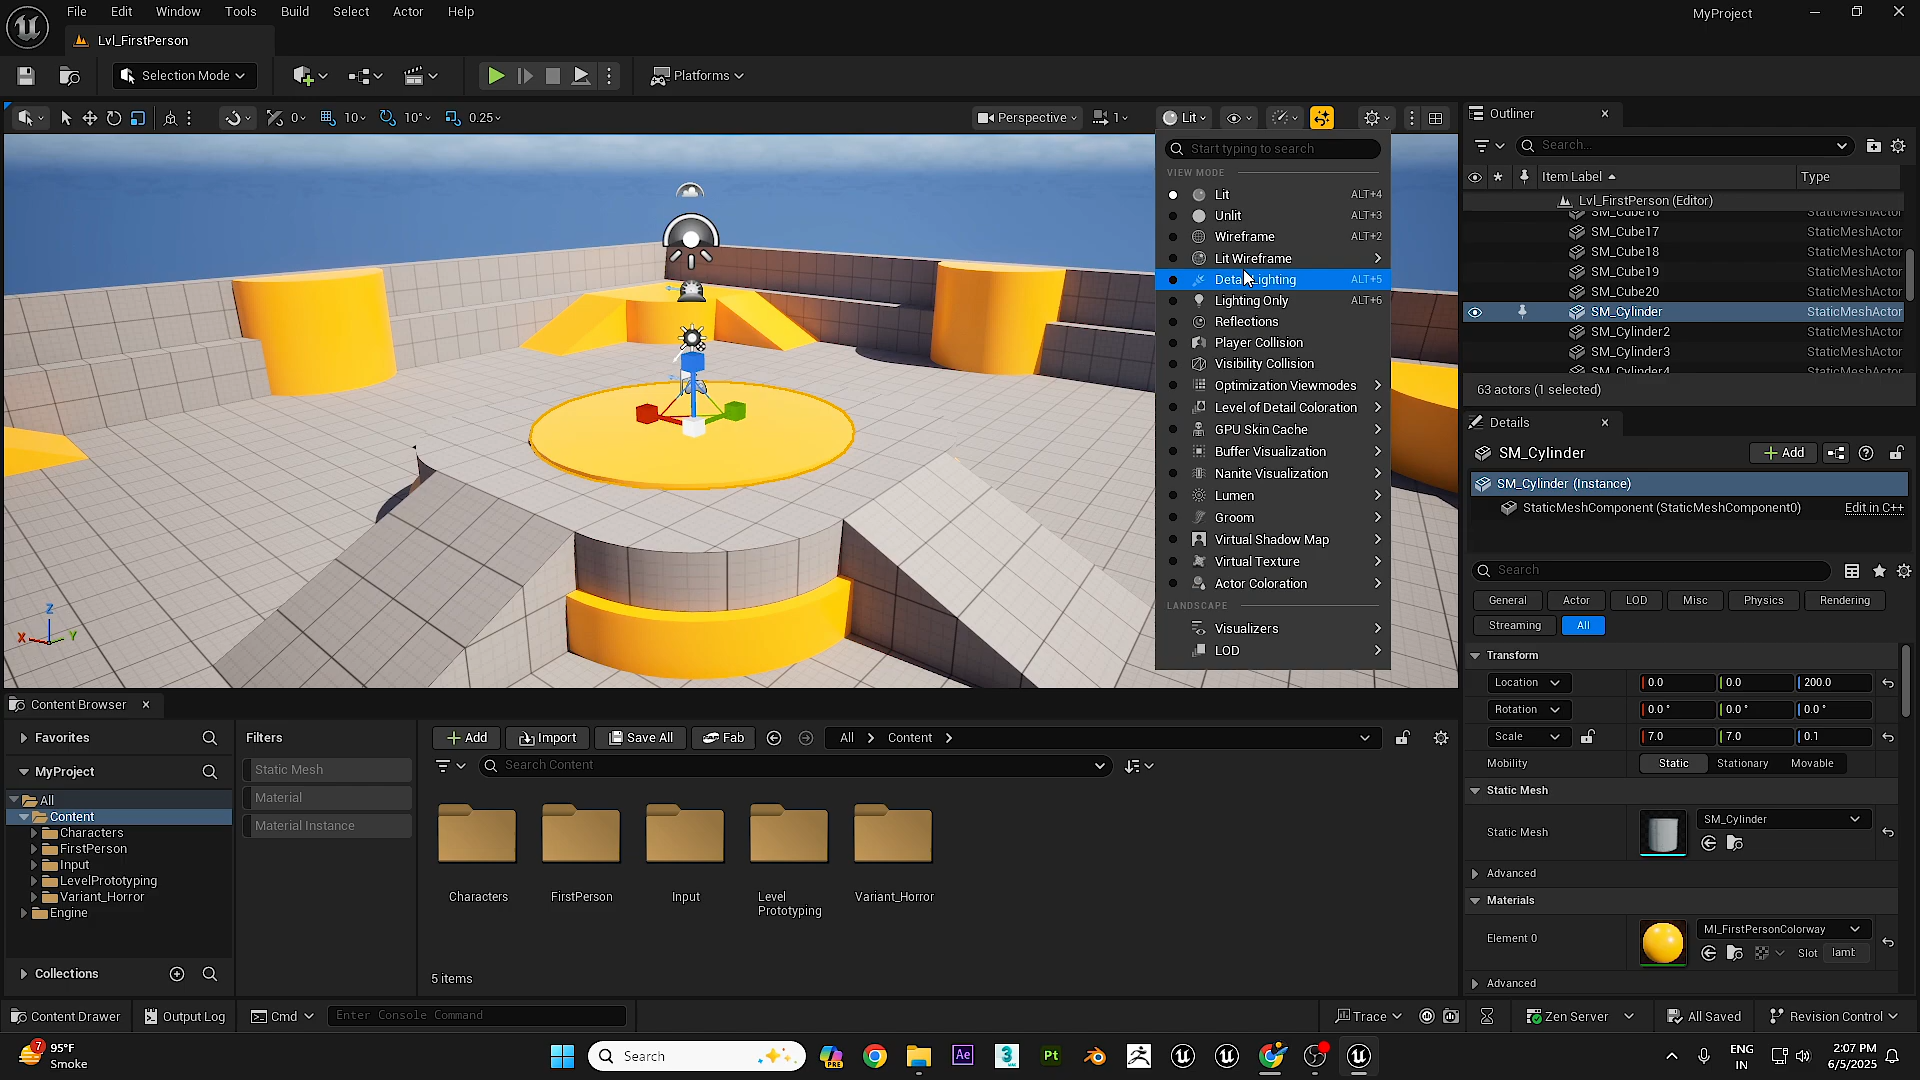 File Edit Window Tools Build Select Actor Help
MyProject
Lvl_FirstPerson
Selection Mode
Platforms
0 10 10° 0.25
Perspective 1 Lit
Start typing to search
VIEW MODE
Lit ALT+4
Unlit ALT+3
Wireframe ALT+2
Lit Wireframe
Detail Lighting ALT+5
Lighting Only ALT+6
Reflections
Player Collision
Visibility Collision
Optimization Viewmodes
Level of Detail Coloration
GPU Skin Cache
Buffer Visualization
Nanite Visualization
Lumen
Groom
Virtual Shadow Map
Virtual Texture
Actor Coloration
LANDSCAPE
Visualizers
LOD
Z
X Y
Outliner
Search...
Item Label Type
Lvl_FirstPerson (Editor)
SM_Cube16 StaticMeshActor
SM_Cube17 StaticMeshActor
SM_Cube18 StaticMeshActor
SM_Cube19 StaticMeshActor
SM_Cube20 StaticMeshActor
SM_Cylinder StaticMeshActor
SM_Cylinder2 StaticMeshActor
SM_Cylinder3 StaticMeshActor
SM_Cylinder4 StaticMeshActor
63 actors (1 selected)
Details
SM_Cylinder
Add
SM_Cylinder (Instance)
StaticMeshComponent (StaticMeshComponent0) Edit in C++
Search
General Actor LOD Misc Physics Rendering
Streaming All
Transform
Location 0.0 0.0 200.0
Rotation 0.0° 0.0° 0.0°
Scale 7.0 7.0 0.1
Mobility Static Stationary Movable
Static Mesh
Static Mesh SM_Cylinder
Advanced
Materials
Element 0 MI_FirstPersonColorway
Slot lamb
Advanced
Content Browser
Favorites
MyProject
All
Content
Characters
FirstPerson
Input
LevelPrototyping
Variant_Horror
Engine
Collections
Filters
Static Mesh
Material
Material Instance
Add Import Save All Fab All Content
Search Content
Characters FirstPerson Input Level Prototyping Variant_Horror
5 items
Content Drawer Output Log Cmd Enter Console Command
Trace Zen Server All Saved Revision Control
7 95°F
Smoke
Search
PRE Ae 3 Pt
ENG
IN
2:07 PM
6/5/2025